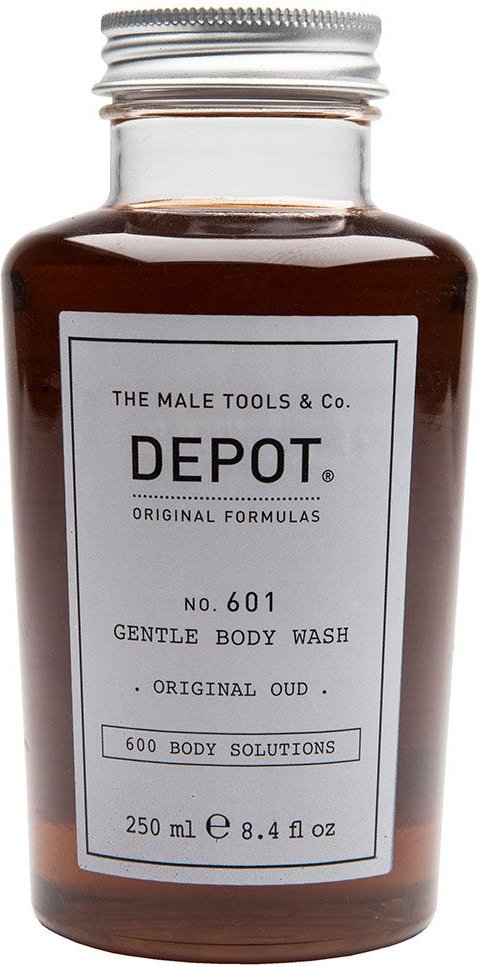 THE MALE TOOLS & Co.
DEPOT®
ORIGINAL FORMULAS
NO. 601
GENTLE BODY WASH
. ORIGINAL OUD .
600 BODY SOLUTIONS
250 ml ℮ 8.4 fl oz